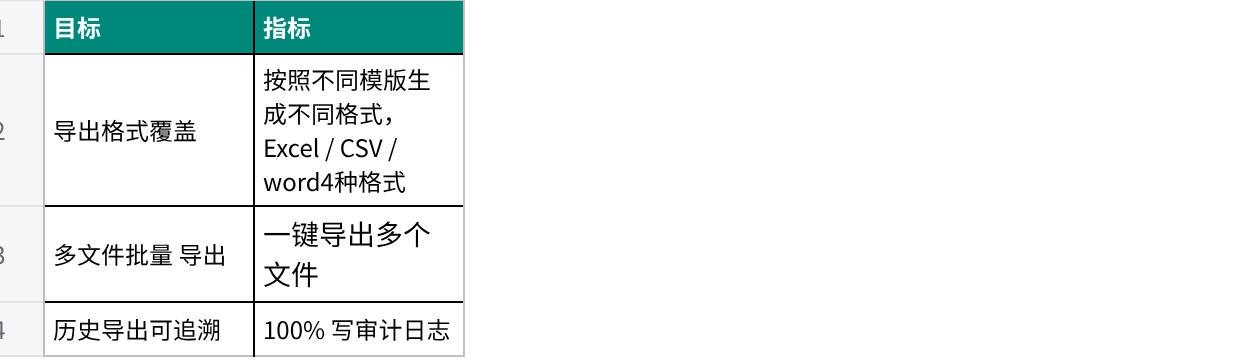 1
目标
指标
2
导出格式覆盖
按照不同模版生
成不同格式，
Excel / CSV /
word4种格式
3
多文件批量 导出
一键导出多个
文件
4
历史导出可追溯
100% 写审计日志